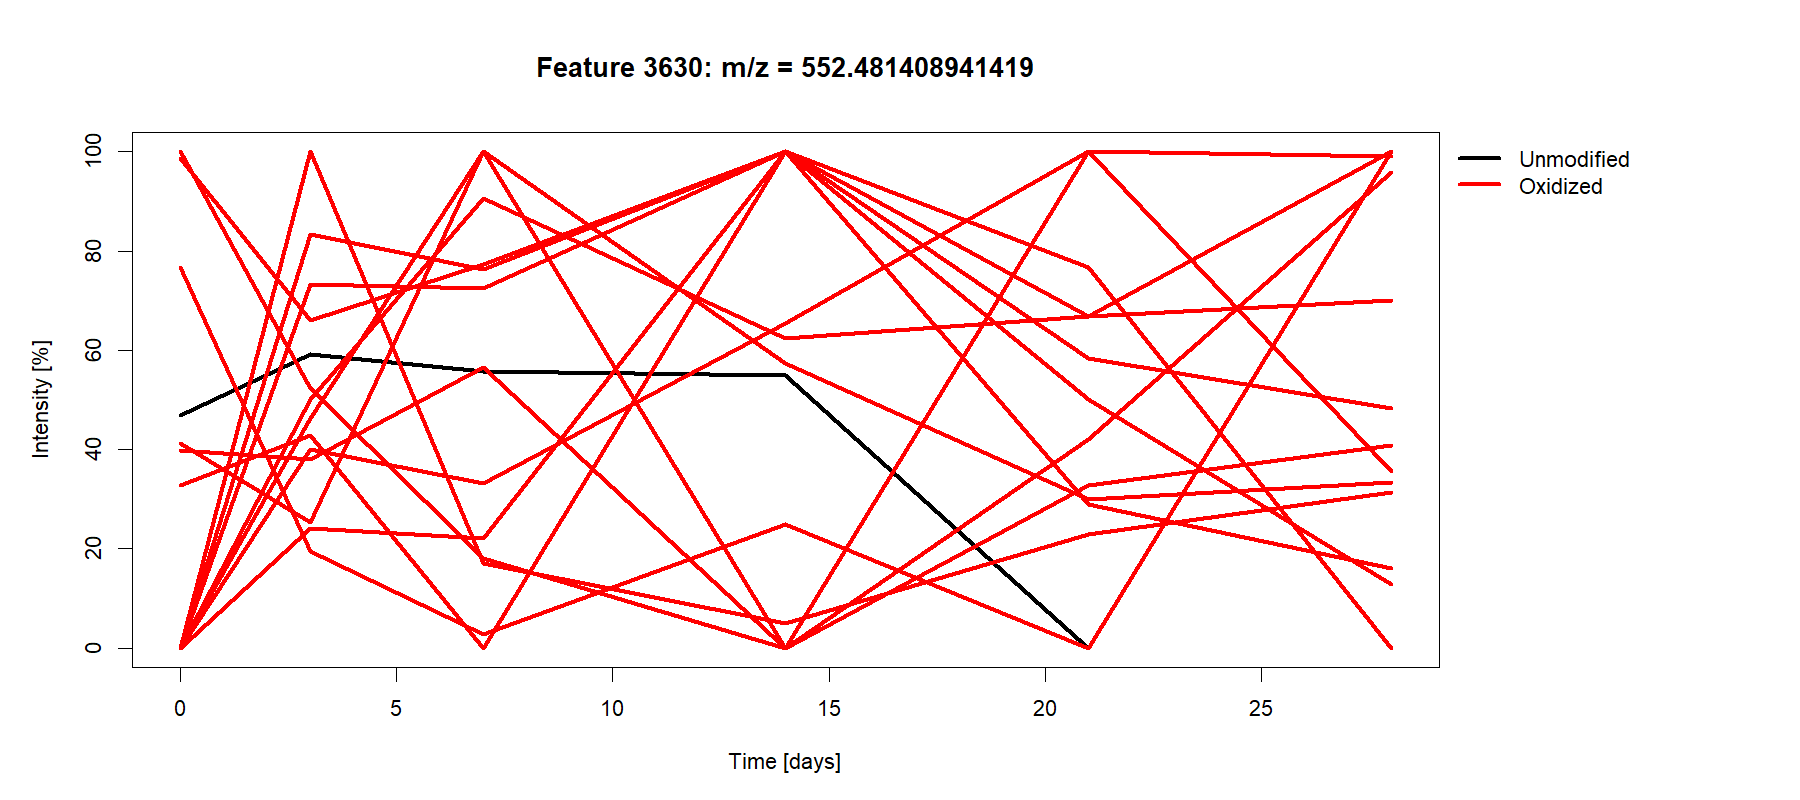 Feature 3630: m/z = 552.481408941419
Unmodified
Oxidized
Intensity [%]
100
80
60
40
20
0
0 5 10 15 20 25
Time [days]